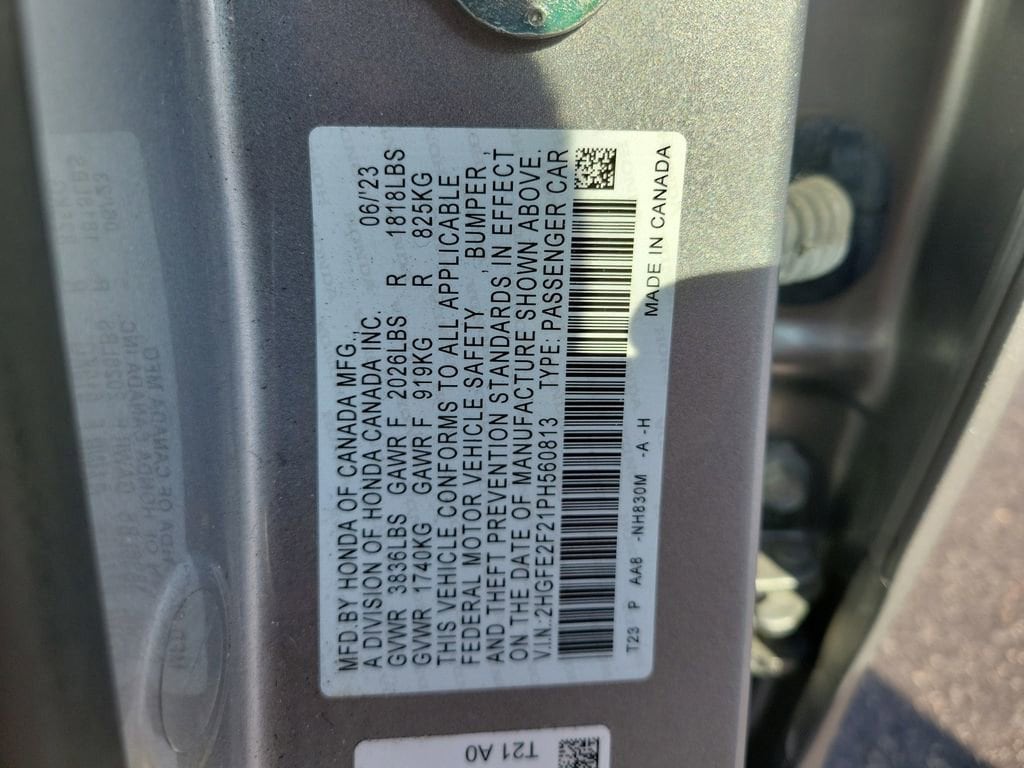 MFD.BY HONDA OF CANADA MFG., 06/23
A DIVISION OF HONDA CANADA INC.
GVWR 3836LBS GAWR F 2026LBS R 1818LBS
GVWR 1740KG GAWR F 919KG R 825KG
THIS VEHICLE CONFORMS TO ALL APPLICABLE
FEDERAL MOTOR VEHICLE SAFETY, BUMPER,
AND THEFT PREVENTION STANDARDS IN EFFECT
ON THE DATE OF MANUFACTURE SHOWN ABOVE.
V.I.N.:2HGFE2F21PH560813 TYPE: PASSENGER CAR
T23 P AA8 -NH830M -A -H MADE IN CANADA
T21 A0